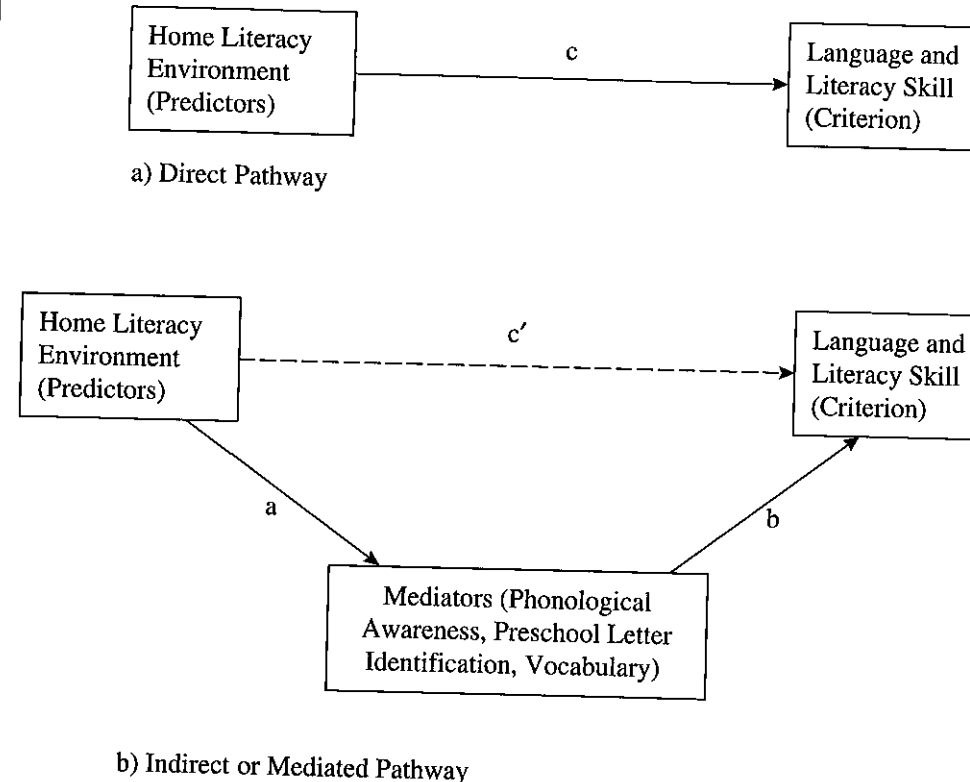 Home Literacy
Environment
(Predictors)
c
Language and
Literacy Skill
(Criterion)
a) Direct Pathway
Home Literacy
Environment
(Predictors)
c′
Language and
Literacy Skill
(Criterion)
a
b
Mediators (Phonological
Awareness, Preschool Letter
Identification, Vocabulary)
b) Indirect or Mediated Pathway